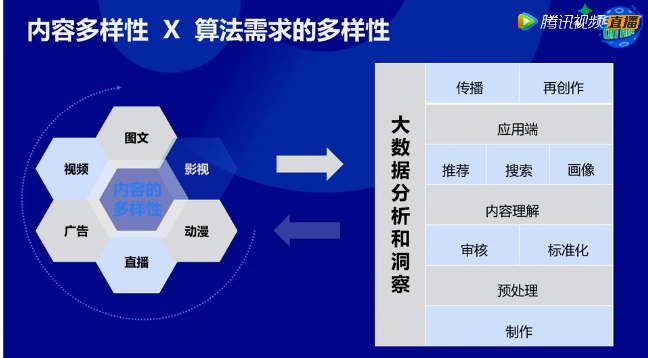 内容多样性 X 算法需求的多样性
腾讯视频
直播
图文
视频
影视
内容的
多样性
广告
动漫
直播
大数据分析和洞察
传播
再创作
应用端
推荐
搜索
画像
内容理解
审核
标准化
预处理
制作